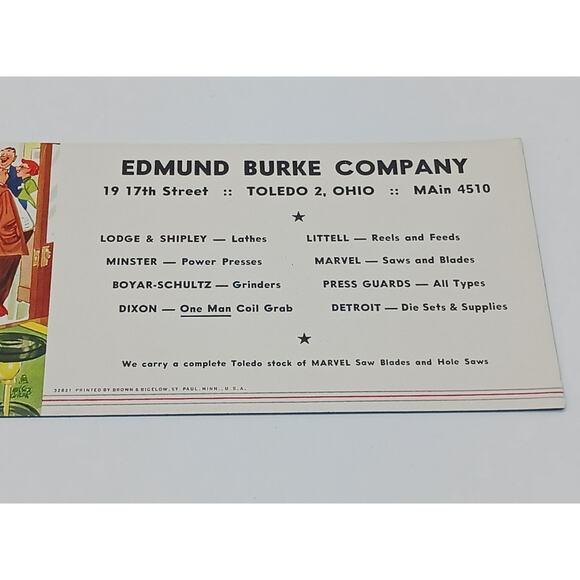 EDMUND BURKE COMPANY
19 17th Street :: TOLEDO 2, OHIO :: MAin 4510
LODGE & SHIPLEY — Lathes
LITTELL — Reels and Feeds
MINSTER — Power Presses
MARVEL — Saws and Blades
BOYAR-SCHULTZ — Grinders
PRESS GUARDS — All Types
DIXON — One Man Coil Grab
DETROIT — Die Sets & Supplies
We carry a complete Toledo stock of MARVEL Saw Blades and Hole Saws
PRINTED BY BROWN & BIGELOW, ST. PAUL, MINN., U.S.A.